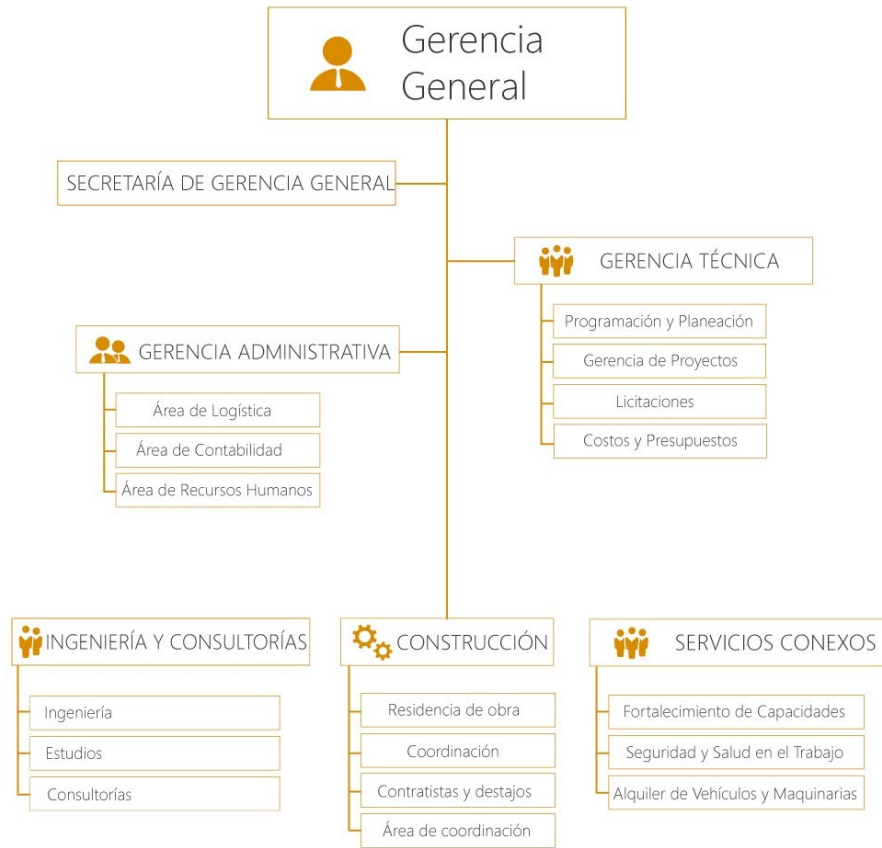 Gerencia
General
SECRETARÍA DE GERENCIA GENERAL
GERENCIA TÉCNICA
Programación y Planeación
Gerencia de Proyectos
Licitaciones
Costos y Presupuestos
GERENCIA ADMINISTRATIVA
Área de Logística
Área de Contabilidad
Área de Recursos Humanos
INGENIERÍA Y CONSULTORÍAS
Ingeniería
Estudios
Consultorías
CONSTRUCCIÓN
Residencia de obra
Coordinación
Contratistas y destajos
Área de coordinación
SERVICIOS CONEXOS
Fortalecimiento de Capacidades
Seguridad y Salud en el Trabajo
Alquiler de Vehículos y Maquinarias